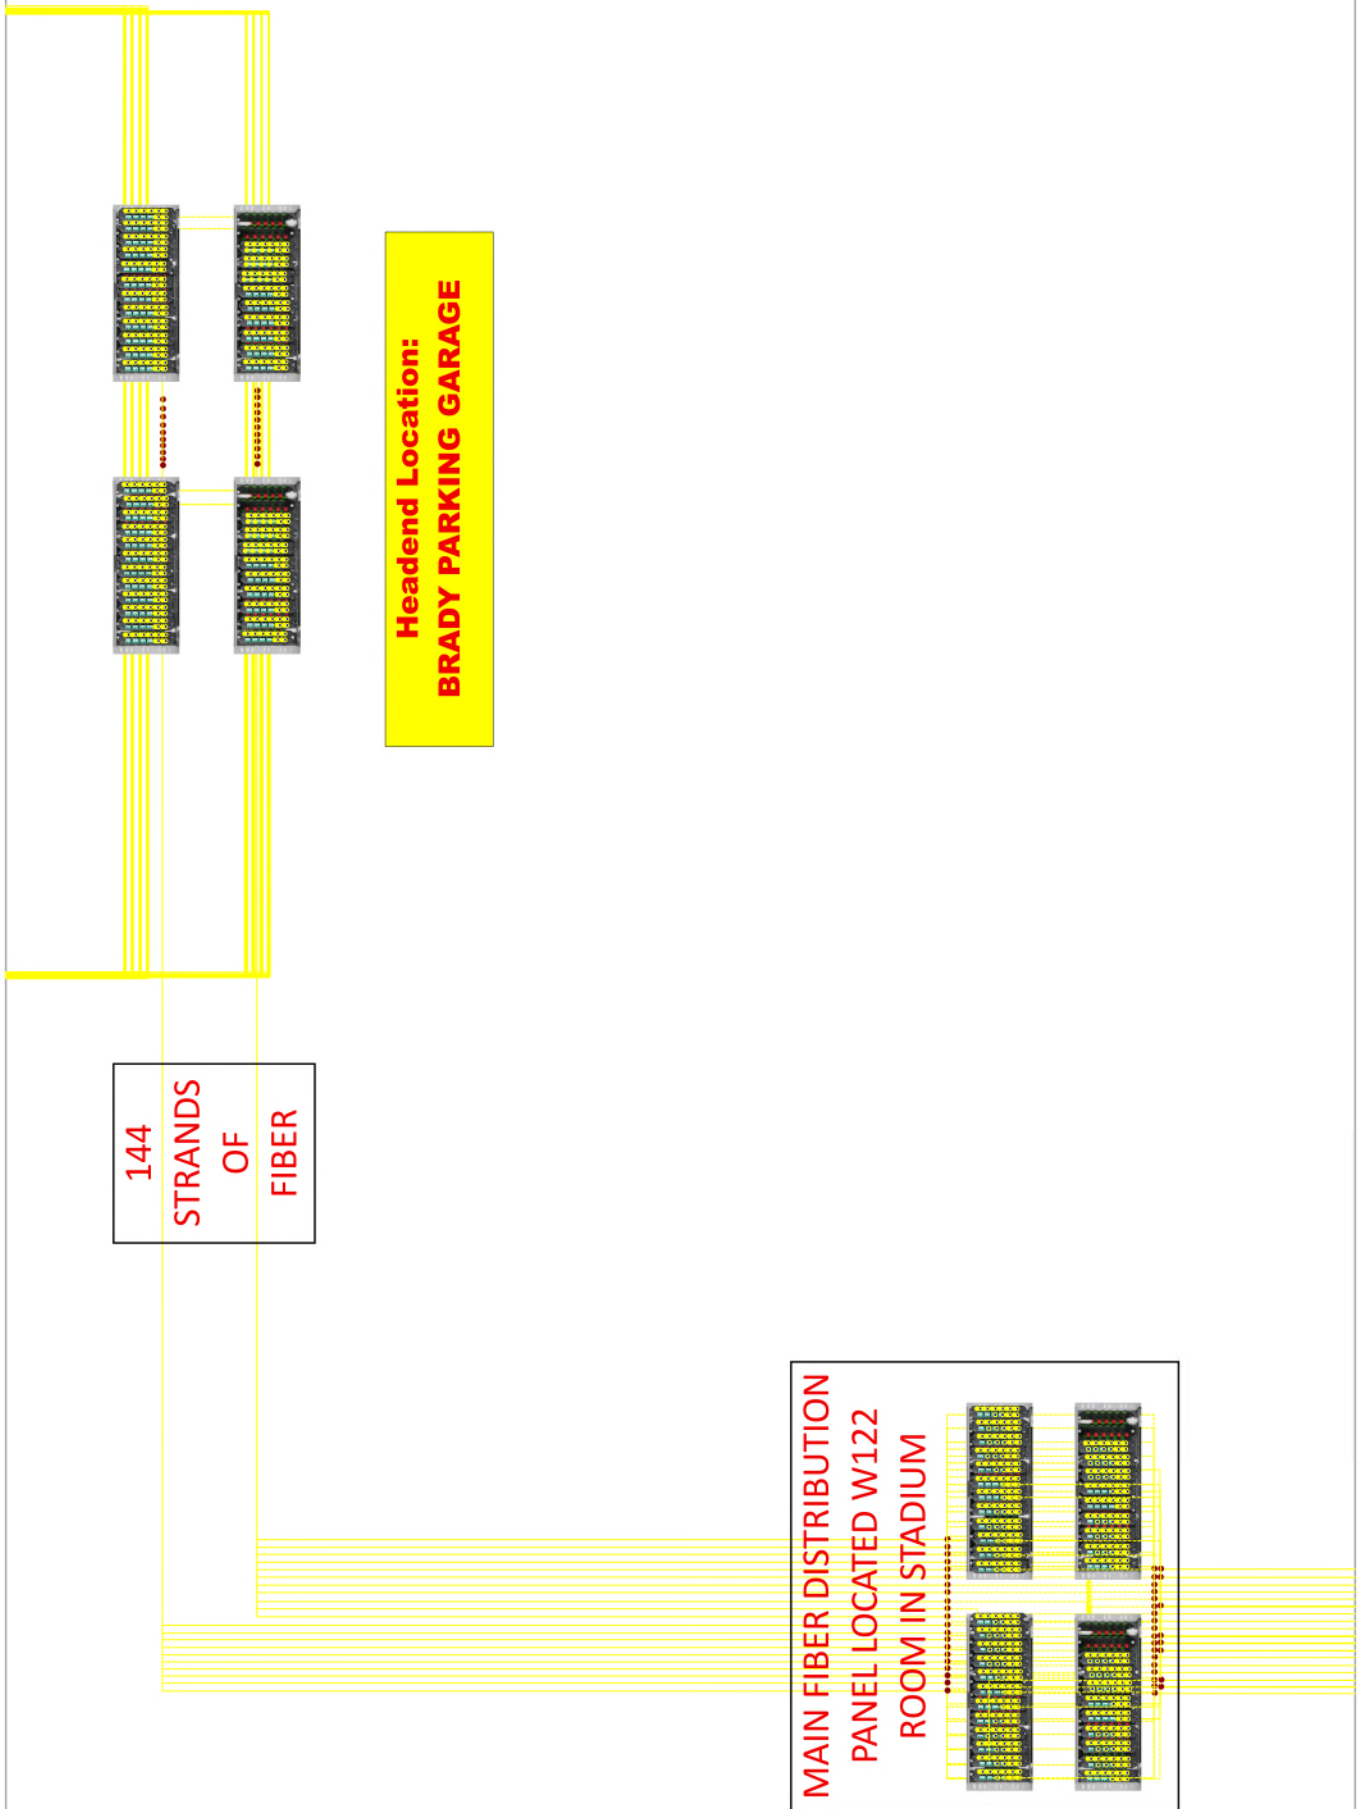 Headend Location:
BRADY PARKING GARAGE
144
STRANDS
OF
FIBER
MAIN FIBER DISTRIBUTION
PANEL LOCATED W122
ROOM IN STADIUM